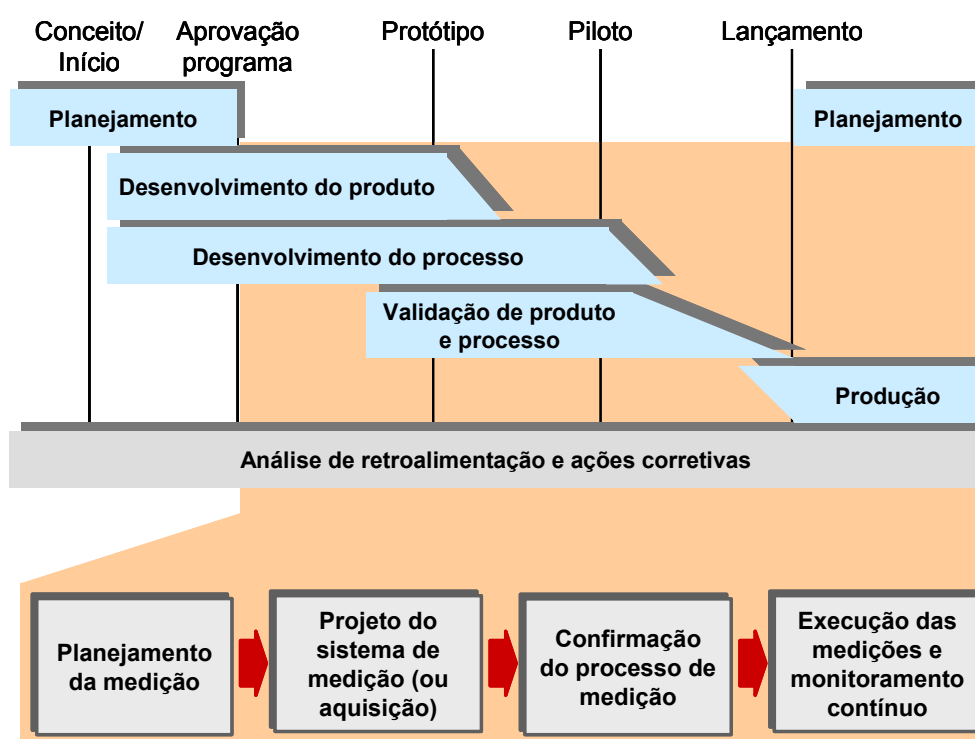 Conceito/
Início
Aprovação
programa
Protótipo
Piloto
Lançamento
Planejamento
Planejamento
Desenvolvimento do produto
Desenvolvimento do processo
Validação de produto
e processo
Produção
Análise de retroalimentação e ações corretivas
Planejamento
da medição
Projeto do
sistema de
medição (ou
aquisição)
Confirmação
do processo de
medição
Execução das
medições e
monitoramento
contínuo